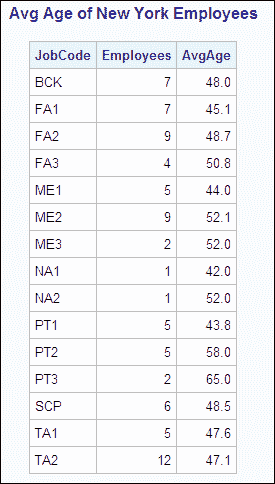 Avg Age of New York Employees
JobCode Employees AvgAge
BCK 7 48.0
FA1 7 45.1
FA2 9 48.7
FA3 4 50.8
ME1 5 44.0
ME2 9 52.1
ME3 2 52.0
NA1 1 42.0
NA2 1 52.0
PT1 5 43.8
PT2 5 58.0
PT3 2 65.0
SCP 6 48.5
TA1 5 47.6
TA2 12 47.1